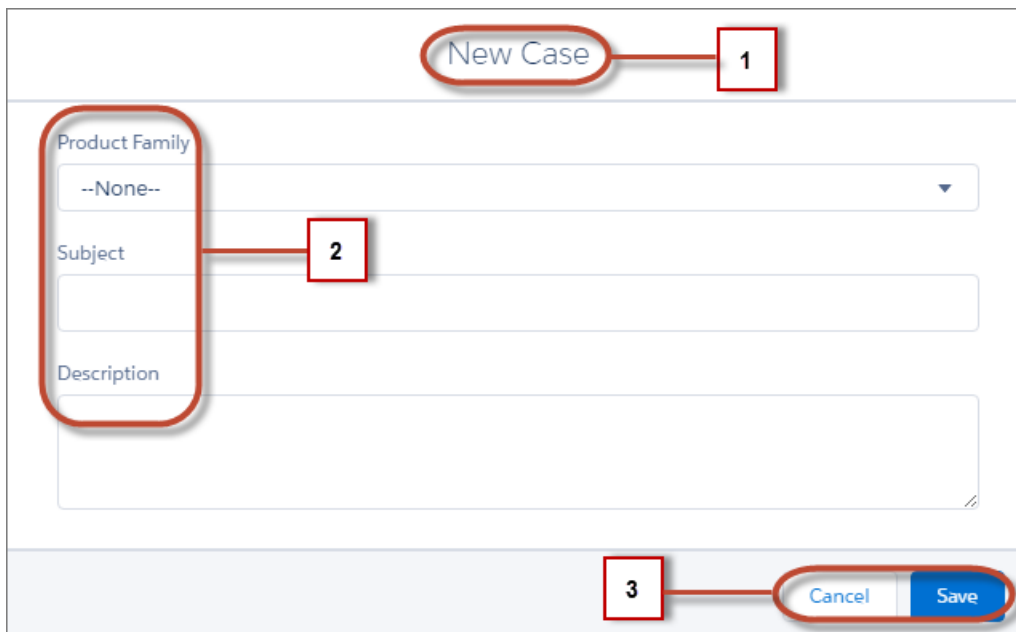 New Case
1
Product Family
--None--
2
Subject
Description
3
Cancel Save